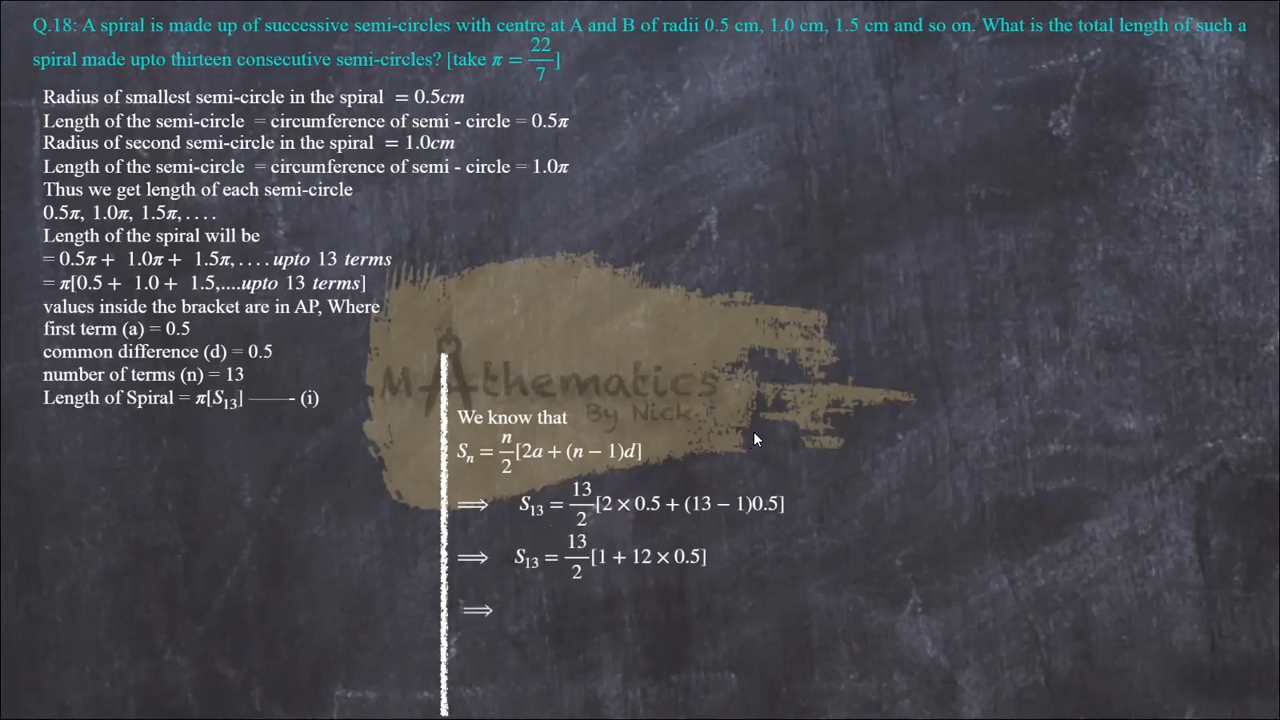 Q.18: A spiral is made up of successive semi-circles with centre at A and B of radii 0.5 cm, 1.0 cm, 1.5 cm and so on. What is the total length of such a
spiral made upto thirteen consecutive semi-circles? [take π = 22/7]
Radius of smallest semi-circle in the spiral = 0.5cm
Length of the semi-circle = circumference of semi - circle = 0.5π
Radius of second semi-circle in the spiral = 1.0cm
Length of the semi-circle = circumference of semi - circle = 1.0π
Thus we get length of each semi-circle
0.5π, 1.0π, 1.5π, . . . .
Length of the spiral will be
= 0.5π + 1.0π + 1.5π, . . . . upto 13 terms
= π[0.5 + 1.0 + 1.5,....upto 13 terms]
values inside the bracket are in AP, Where
first term (a) = 0.5
common difference (d) = 0.5
number of terms (n) = 13
Length of Spiral = π[S₁₃] ——- (i)
MAthematics
By Nick
We know that
Sₙ = n/2[2a + (n − 1)d]
⟹ S₁₃ = 13/2[2 × 0.5 + (13 − 1)0.5]
⟹ S₁₃ = 13/2[1 + 12 × 0.5]
⟹